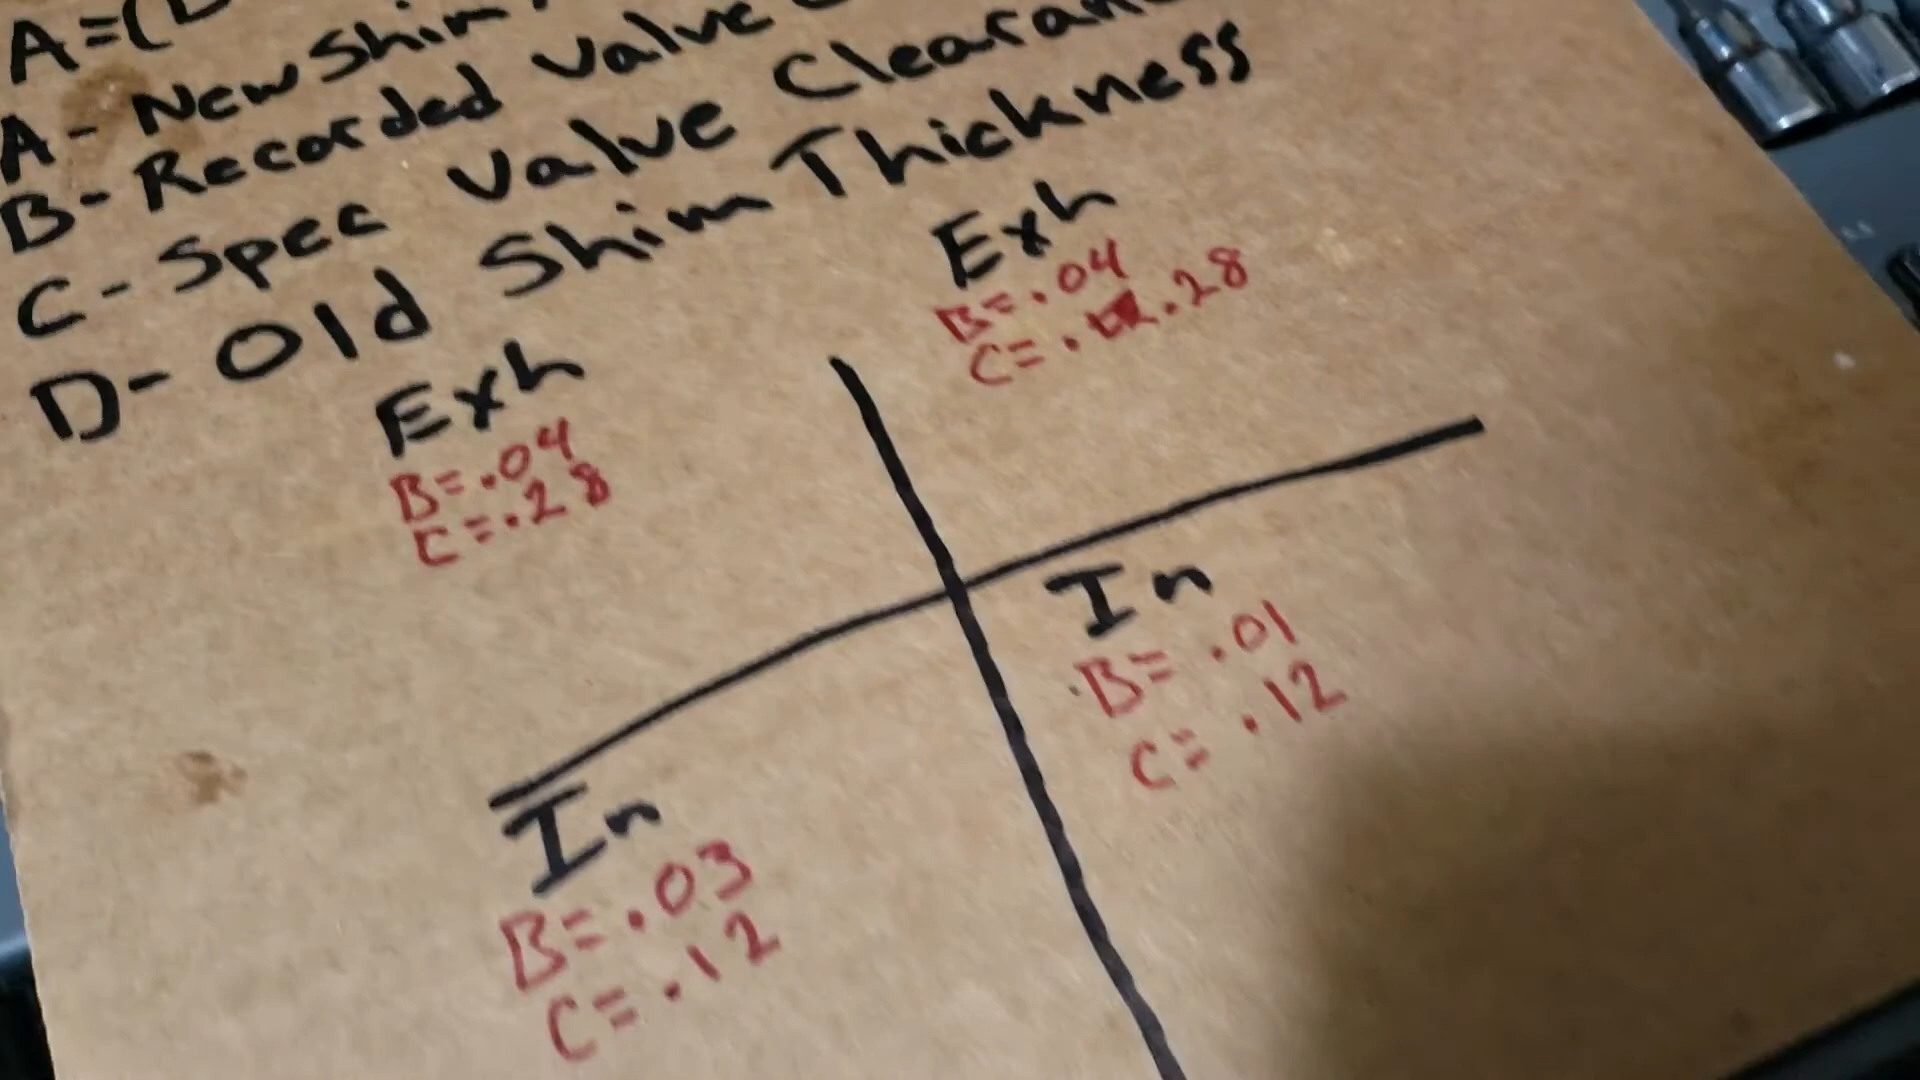 A=(
A- New Shim
B- Recorded Valve
C- Spec Valve
D- Old Shim Thickness
Exh
B=.04
C=.28
Exh
B=.04
C=..28
In
B=.03
C=.12
In
B=.01
C=.12